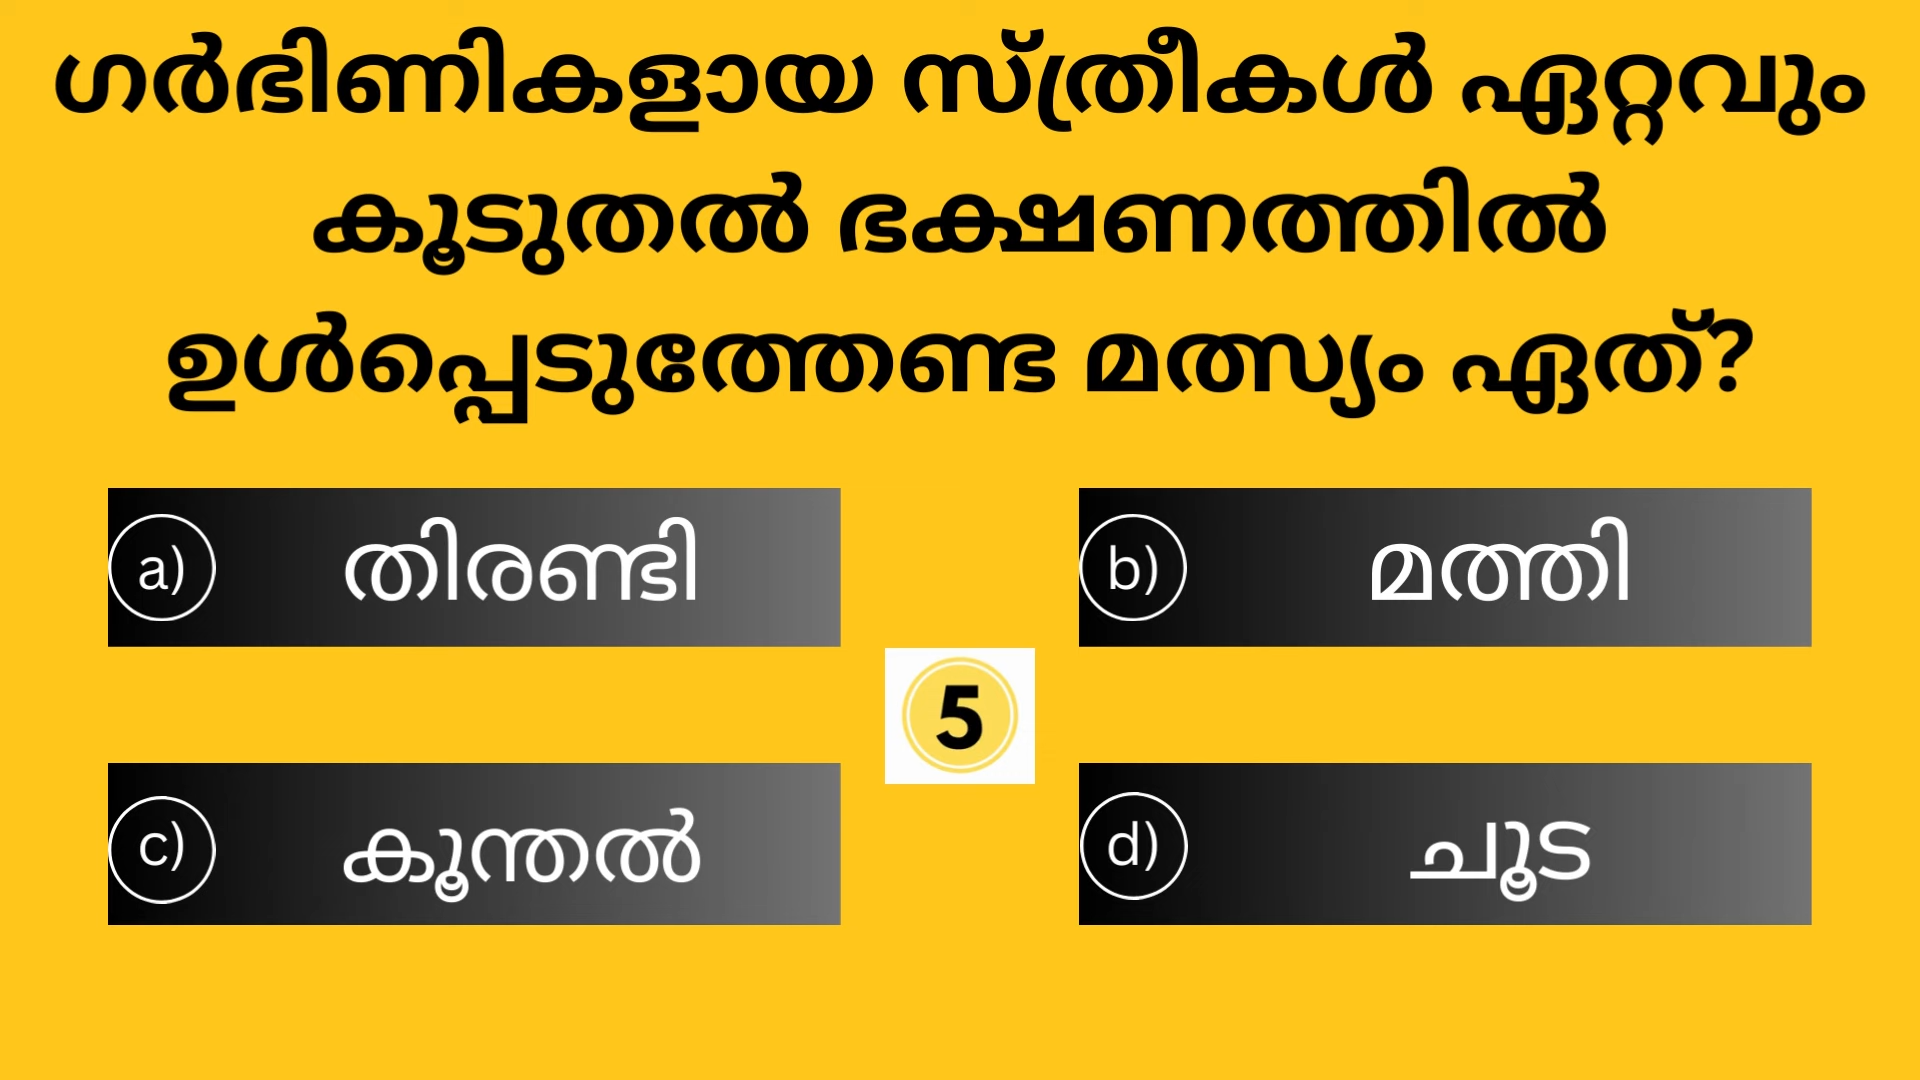 ഗർഭിണികളായ സ്ത്രീകൾ ഏറ്റവും
കൂടുതൽ ഭക്ഷണത്തിൽ
ഉൾപ്പെടുത്തേണ്ട മത്സ്യം ഏത്?
a) തിരണ്ടി
b) മത്തി
5
c) കൂന്തൽ
d) ചൂട